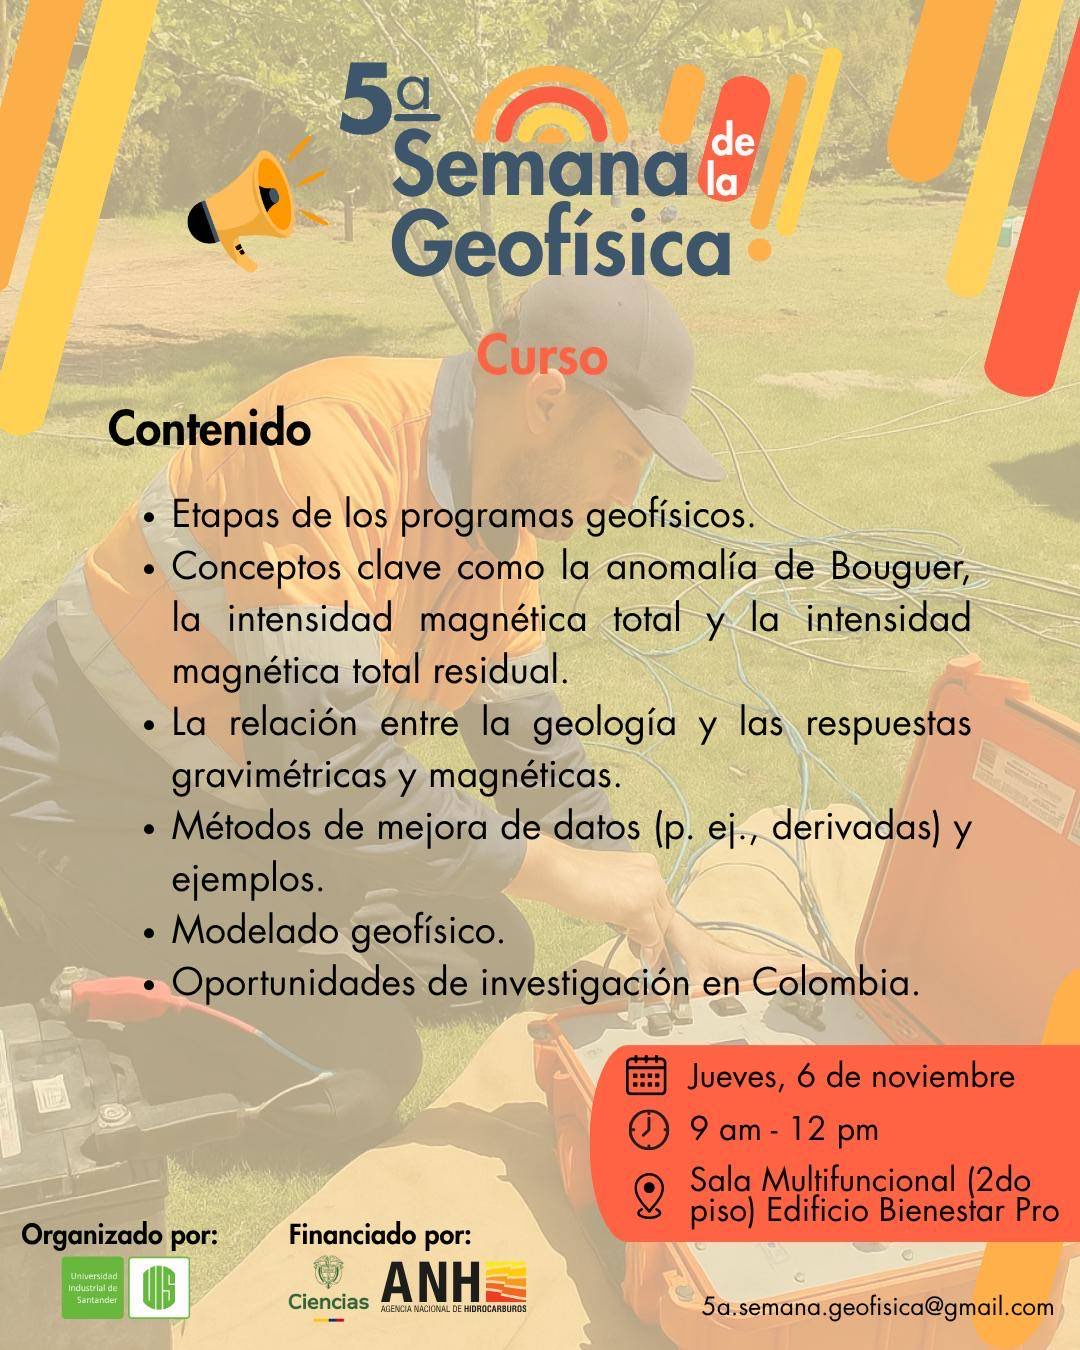 5a
Semana de
la
Geofísica
Curso
Contenido
• Etapas de los programas geofísicos.
• Conceptos clave como la anomalía de Bouguer,
la intensidad magnética total y la intensidad
magnética total residual.
• La relación entre la geología y las respuestas
gravimétricas y magnéticas.
• Métodos de mejora de datos (p. ej., derivadas) y
ejemplos.
• Modelado geofísico.
• Oportunidades de investigación en Colombia.
Jueves, 6 de noviembre
9 am - 12 pm
Sala Multifuncional (2do
piso) Edificio Bienestar Pro
Organizado por:
Universidad
Industrial de
Santander
UIS
Financiado por:
Ciencias
ANH
AGENCIA NACIONAL DE HIDROCARBUROS
5a.semana.geofisica@gmail.com